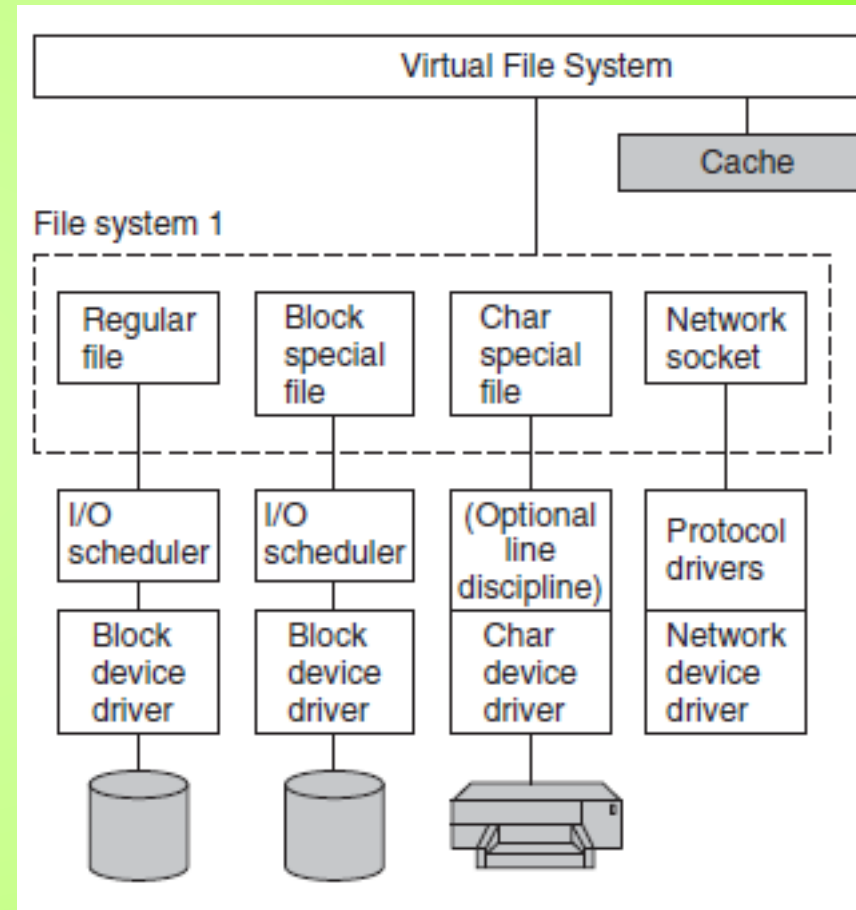 Virtual File System
Cache
File system 1
Regular
file
Block
special
file
Char
special
file
Network
socket
I/O
scheduler
I/O
scheduler
(Optional
line
discipline)
Protocol
drivers
Block
device
driver
Block
device
driver
Char
device
driver
Network
device
driver